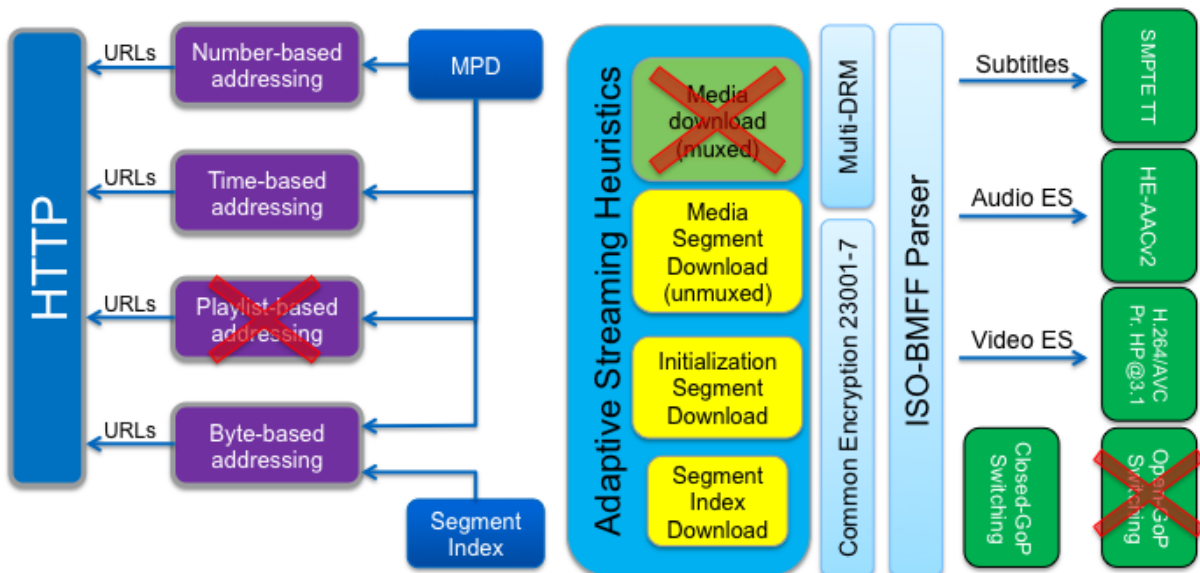 HTTP
URLs
Number-based
addressing
MPD
URLs
Time-based
addressing
URLs
Playlist-based
addressing
URLs
Byte-based
addressing
Segment
Index
Adaptive Streaming Heuristics
Media
download
(muxed)
Media
Segment
Download
(unmuxed)
Initialization
Segment
Download
Segment
Index
Download
Multi-DRM
Common Encryption 23001-7
ISO-BMFF Parser
Subtitles
SMPTE TT
Audio ES
HE-AACv2
Video ES
H.264/AVC
Pr. HP@3.1
Closed-GoP
Switching
Open-GoP
Switching